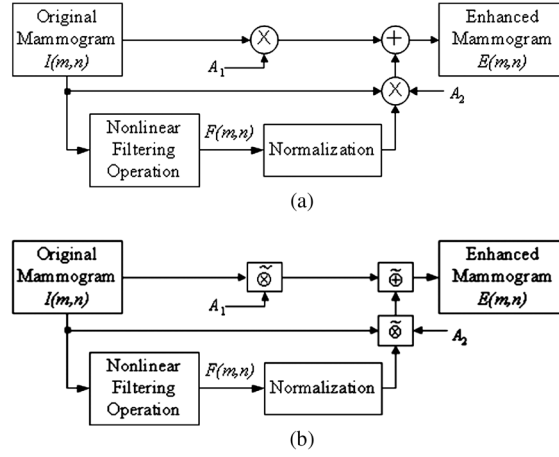 Original
Mammogram
I(m,n)
A1
Enhanced
Mammogram
E(m,n)
A2
Nonlinear
Filtering
Operation
F(m,n)
Normalization
(a)
Original
Mammogram
I(m,n)
A1
Enhanced
Mammogram
E(m,n)
A2
Nonlinear
Filtering
Operation
F(m,n)
Normalization
(b)